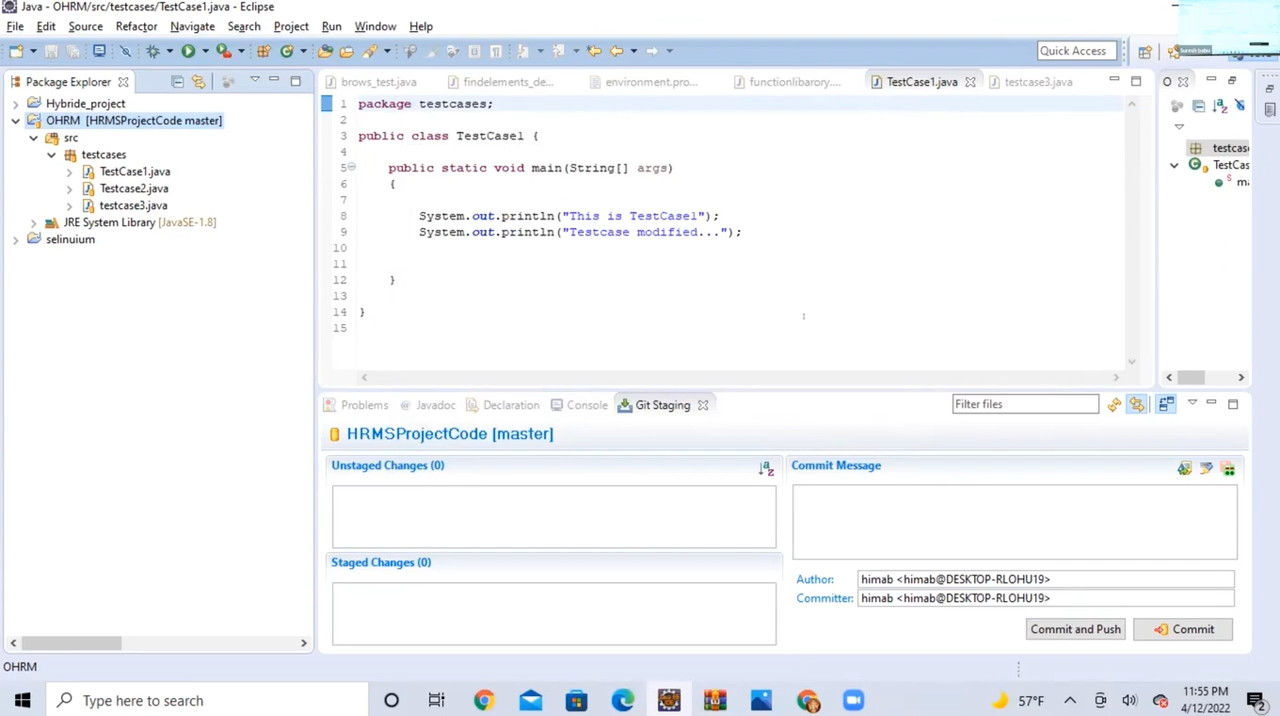 Java - OHRM/src/testcases/TestCase1.java - Eclipse
File Edit Source Refactor Navigate Search Project Run Window Help
Quick Access
Package Explorer
Hybride_project
OHRM [HRMSProjectCode master]
src
testcases
TestCase1.java
Testcase2.java
testcase3.java
JRE System Library [JavaSE-1.8]
selinuium
brows_test.java findelements_de... environment.pro... functionlibarory.... TestCase1.java testcase3.java
1 package testcases;
2
3 public class TestCase1 {
4
5 public static void main(String[] args)
6 {
7
8 System.out.println("This is TestCase1");
9 System.out.println("Testcase modified...");
10
11
12 }
13
14 }
15
O
testcas
TestCas
S
ma
Problems Javadoc Declaration Console Git Staging
Filter files
HRMSProjectCode [master]
Unstaged Changes (0)
Staged Changes (0)
Commit Message
Author: himab <himab@DESKTOP-RLOHU19>
Committer: himab <himab@DESKTOP-RLOHU19>
Commit and Push Commit
OHRM
Type here to search
57°F
11:55 PM
4/12/2022
2